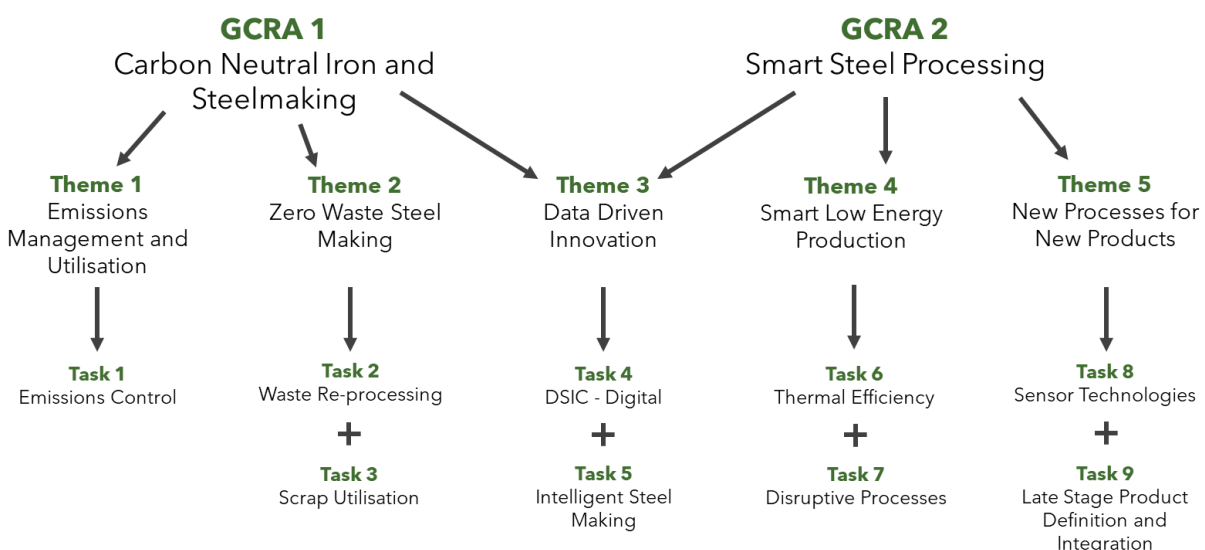 GCRA 1
Carbon Neutral Iron and
Steelmaking
GCRA 2
Smart Steel Processing
Theme 1
Emissions
Management and
Utilisation
Theme 2
Zero Waste Steel
Making
Theme 3
Data Driven
Innovation
Theme 4
Smart Low Energy
Production
Theme 5
New Processes for
New Products
Task 1
Emissions Control
Task 2
Waste Re-processing
+
Task 3
Scrap Utilisation
Task 4
DSIC - Digital
+
Task 5
Intelligent Steel
Making
Task 6
Thermal Efficiency
+
Task 7
Disruptive Processes
Task 8
Sensor Technologies
+
Task 9
Late Stage Product
Definition and
Integration